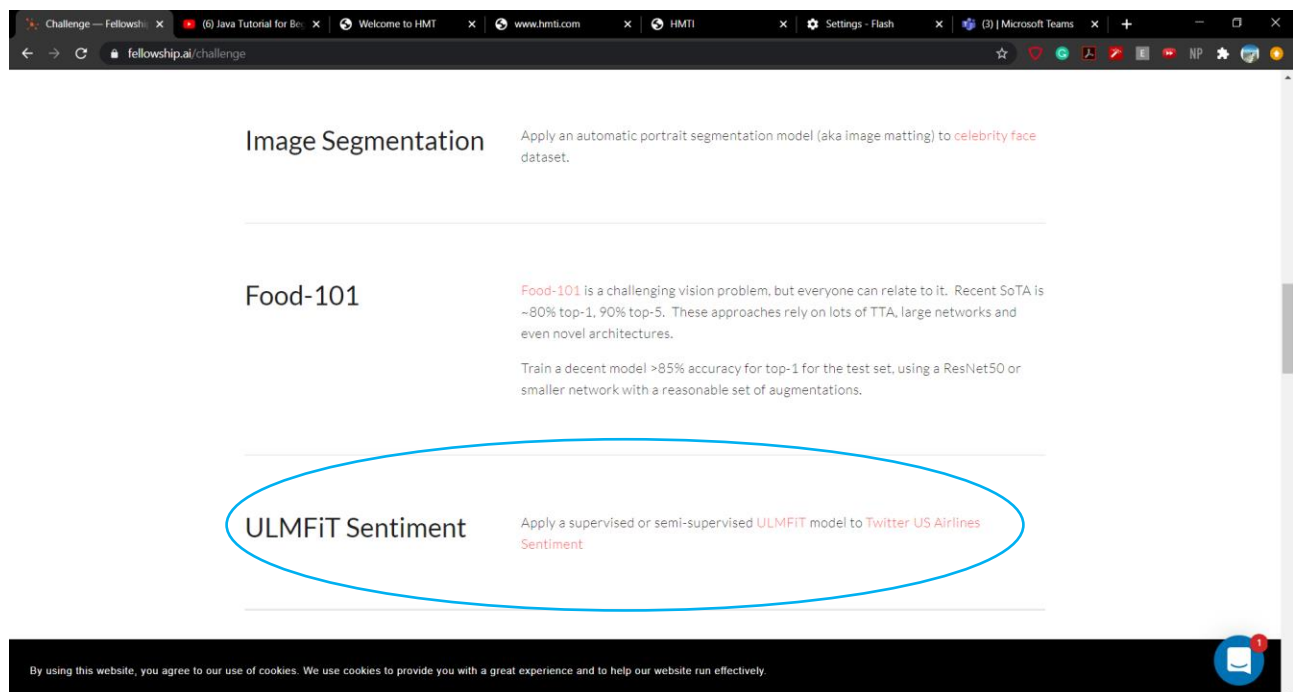 Challenge — Fellowshi
(6) Java Tutorial for Beg
Welcome to HMT
www.hmti.com
HMTI
Settings - Flash
(3) | Microsoft Teams
fellowship.ai/challenge
NP
Image Segmentation
Apply an automatic portrait segmentation model (aka image matting) to celebrity face
dataset.
Food-101
Food-101 is a challenging vision problem, but everyone can relate to it. Recent SoTA is
~80% top-1, 90% top-5. These approaches rely on lots of TTA, large networks and
even novel architectures.
Train a decent model >85% accuracy for top-1 for the test set, using a ResNet50 or
smaller network with a reasonable set of augmentations.
ULMFiT Sentiment
Apply a supervised or semi-supervised ULMFiT model to Twitter US Airlines
Sentiment
By using this website, you agree to our use of cookies. We use cookies to provide you with a great experience and to help our website run effectively.
1